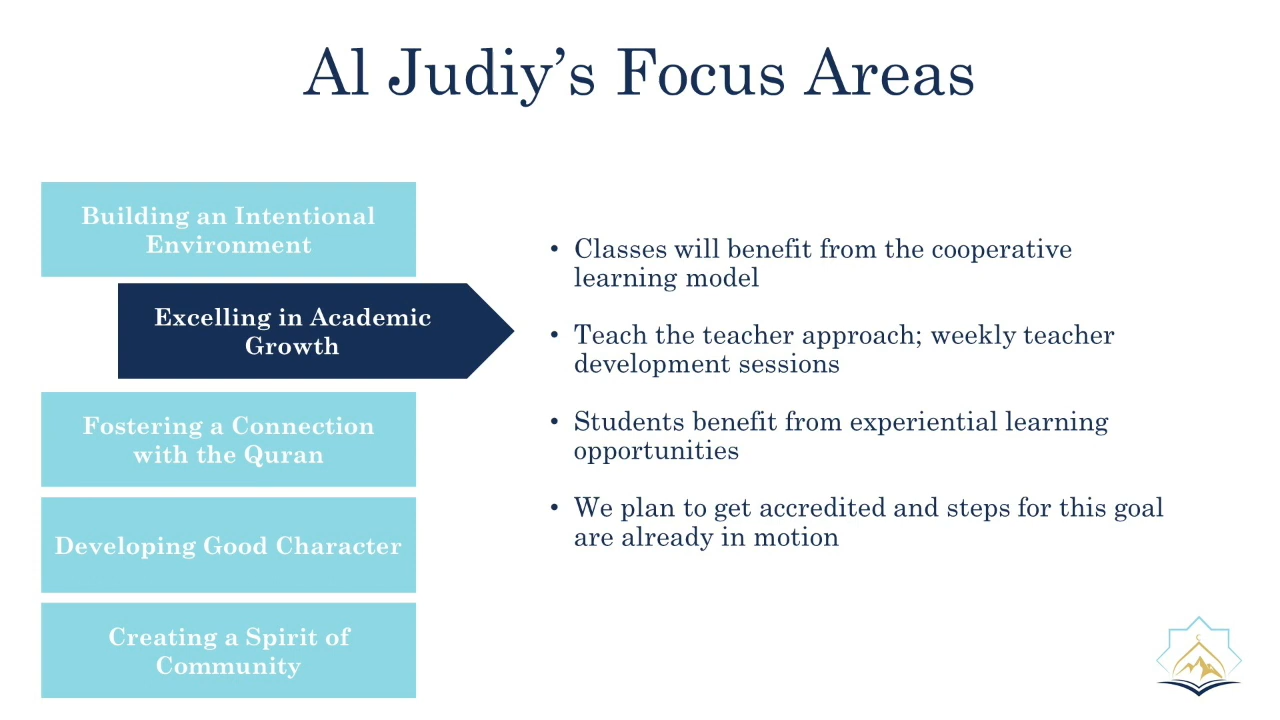 Al Judiy’s Focus Areas
Building an Intentional
Environment
Excelling in Academic
Growth
Fostering a Connection
with the Quran
Developing Good Character
Creating a Spirit of
Community
• Classes will benefit from the cooperative
learning model
• Teach the teacher approach; weekly teacher
development sessions
• Students benefit from experiential learning
opportunities
• We plan to get accredited and steps for this goal
are already in motion